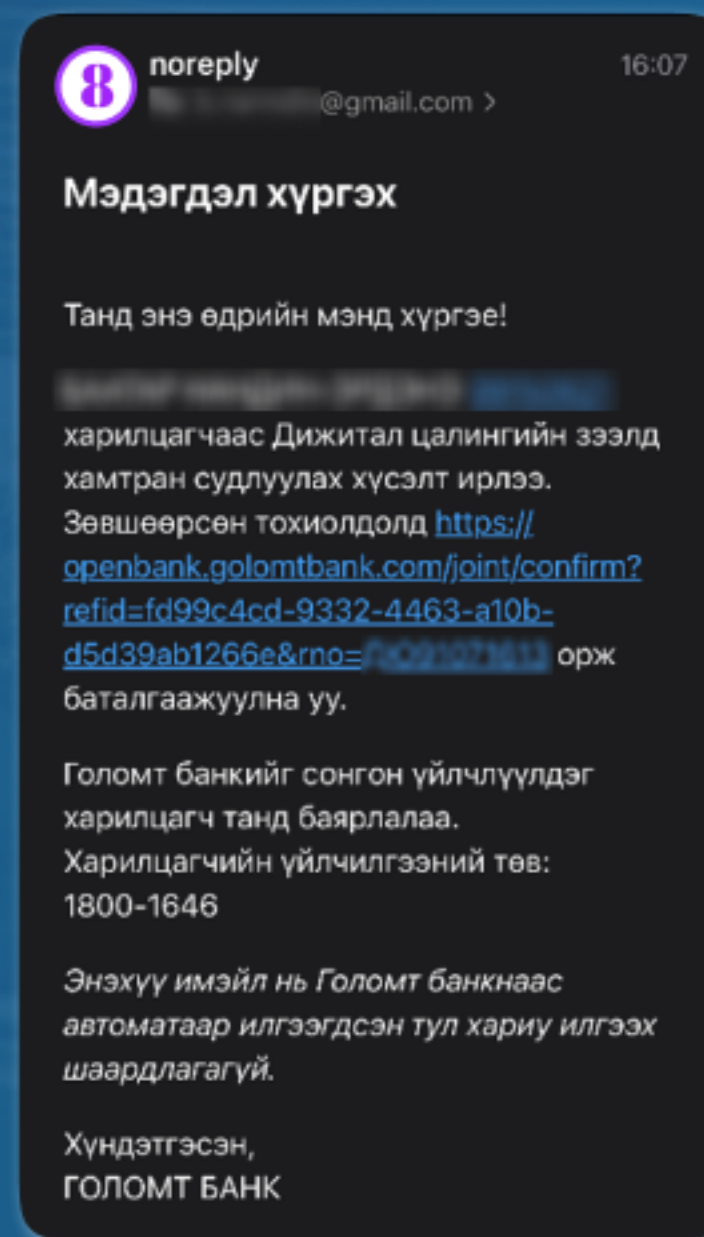 noreply
16:07
@gmail.com >
Мэдэгдэл хүргэх
Танд энэ өдрийн мэнд хүргэе!
харилцагчаас Дижитал цалингийн зээлд
хамтран судлуулах хүсэлт ирлээ.
Зөвшөөрсөн тохиолдолд https://
openbank.golomtbank.com/joint/confirm?
refid=fd99c4cd-9332-4463-a10b-
d5d39ab1266e&rno= орж
баталгаажуулна уу.
Голомт банкийг сонгон үйлчлүүлдэг
харилцагч танд баярлалаа.
Харилцагчийн үйлчилгээний төв:
1800-1646
Энэхүү имэйл нь Голомт банкнаас
автоматаар илгээгдсэн тул хариу илгээх
шаардлагагүй.
Хүндэтгэсэн,
ГОЛОМТ БАНК